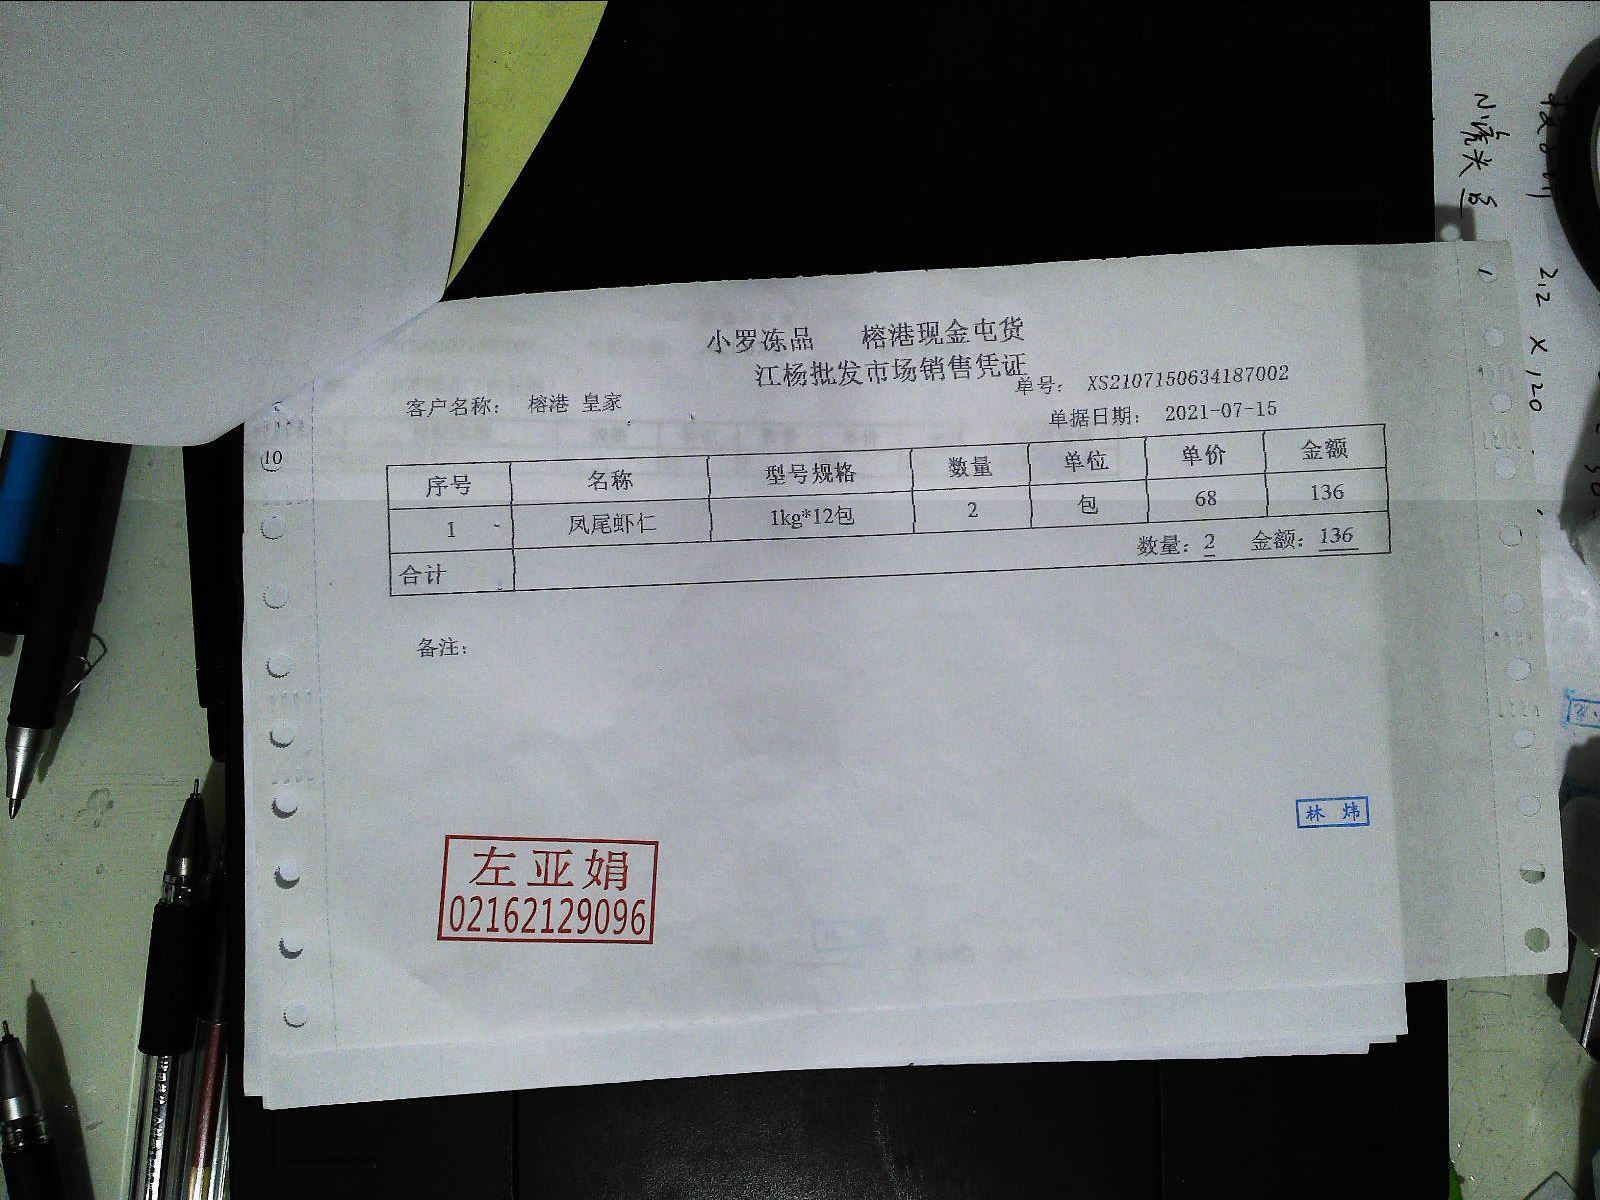 小罗冻品 榕港现金屯货
江杨批发市场销售凭证
单号: XS2107150634187002
客户名称: 榕港 皇家
单据日期: 2021-07-15
序号 名称 型号规格 数量 单位 单价 金额
1 凤尾虾仁 1kg*12包 2 包 68 136
合计 数量: 2 金额: 136
备注:
林 炜
左亚娟
02162129096
10
1
212 x 120